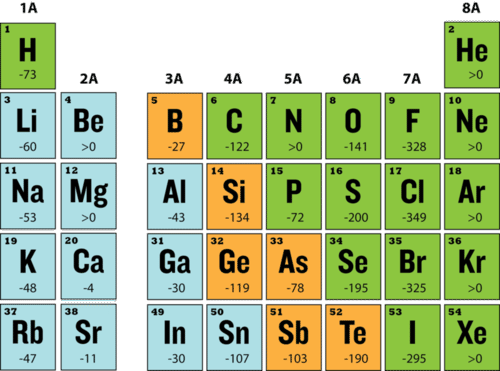 1A 8A
1 2
H He
-73 >0
2A 3A 4A 5A 6A 7A
3 4 5 6 7 8 9 10
Li Be B C N O F Ne
-60 >0 -27 -122 >0 -141 -328 >0
11 12 13 14 15 16 17 18
Na Mg Al Si P S Cl Ar
-53 >0 -43 -134 -72 -200 -349 >0
19 20 31 32 33 34 35 36
K Ca Ga Ge As Se Br Kr
-48 -4 -30 -119 -78 -195 -325 >0
37 38 49 50 51 52 53 54
Rb Sr In Sn Sb Te I Xe
-47 -11 -30 -107 -103 -190 -295 >0